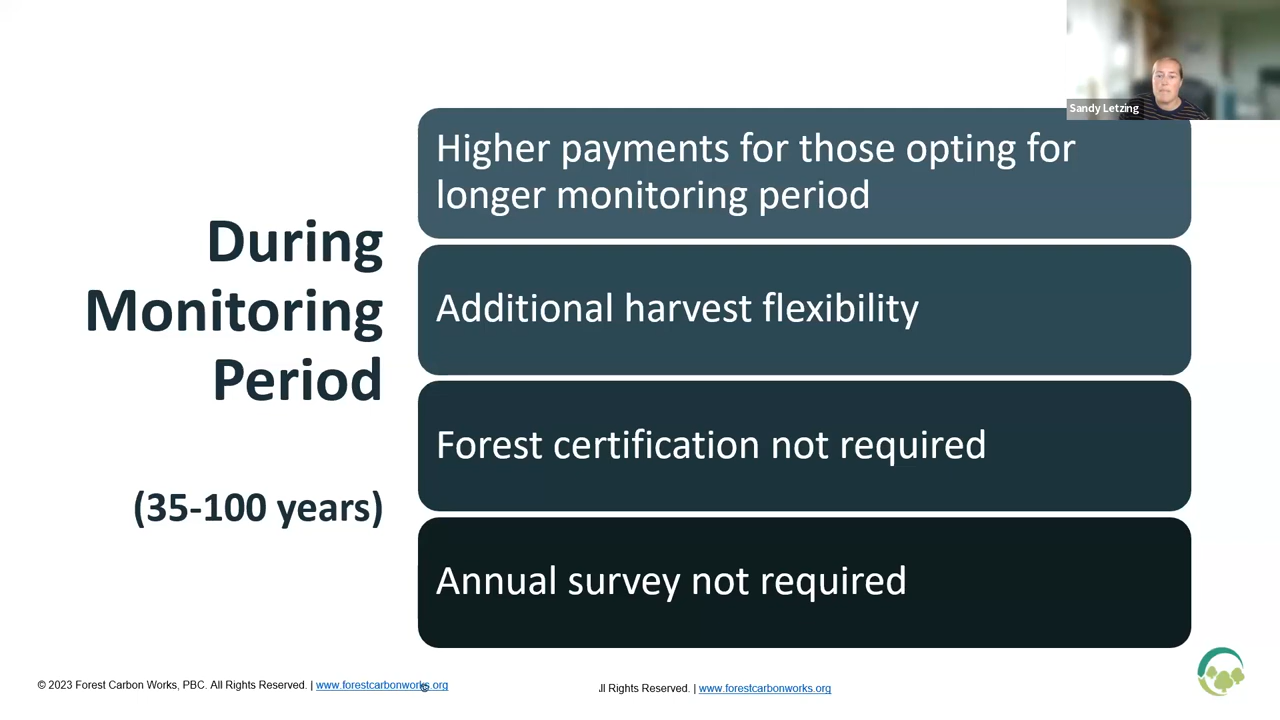 Sandy Letzing
Higher payments for those opting for
longer monitoring period
During
Monitoring
Period
(35-100 years)
Additional harvest flexibility
Forest certification not required
Annual survey not required
© 2023 Forest Carbon Works, PBC. All Rights Reserved. | www.forestcarbonworks.org
©
ll Rights Reserved. | www.forestcarbonworks.org